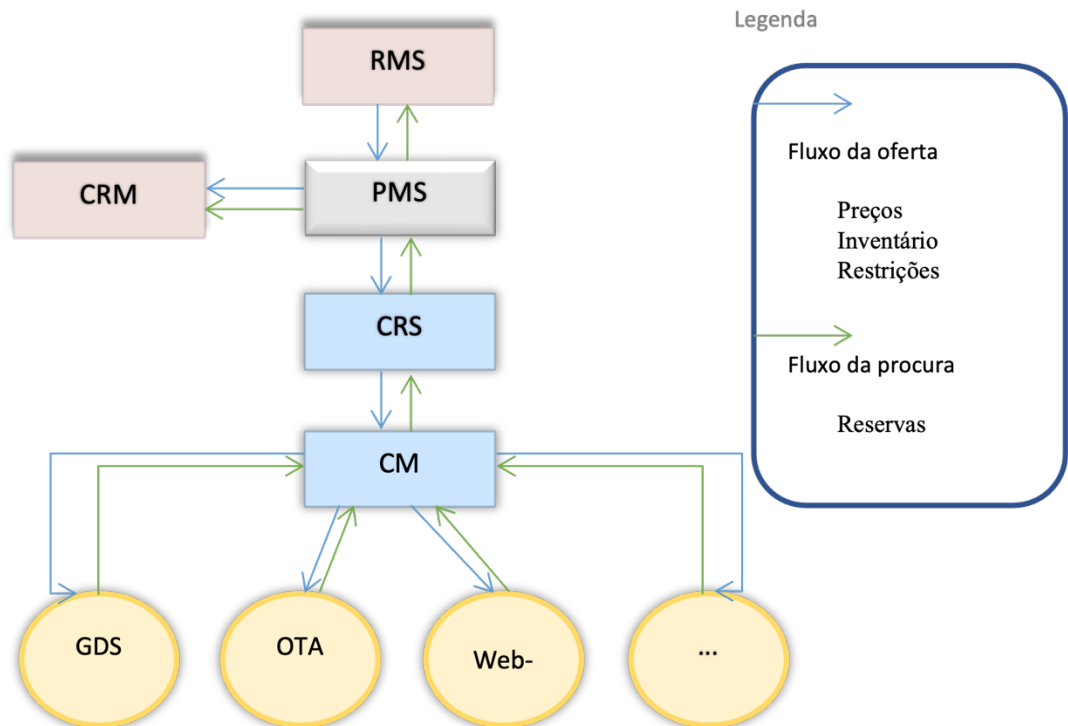 Legenda
RMS
CRM
PMS
CRS
CM
GDS
OTA
Web-
...
Fluxo da oferta
Preços
Inventário
Restrições
Fluxo da procura
Reservas